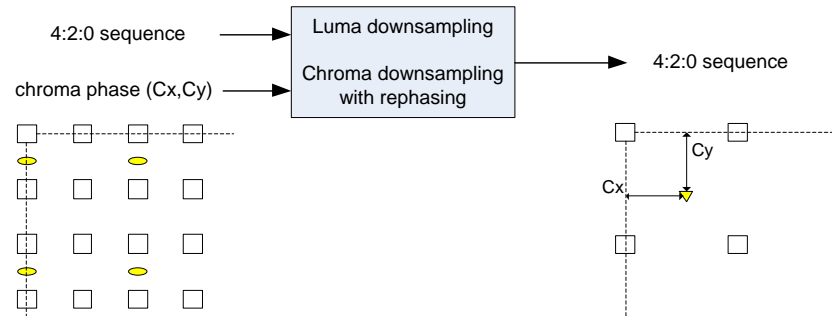 4:2:0 sequence
Luma downsampling
Chroma downsampling
with rephasing
4:2:0 sequence
chroma phase (Cx,Cy)
Cy
Cx